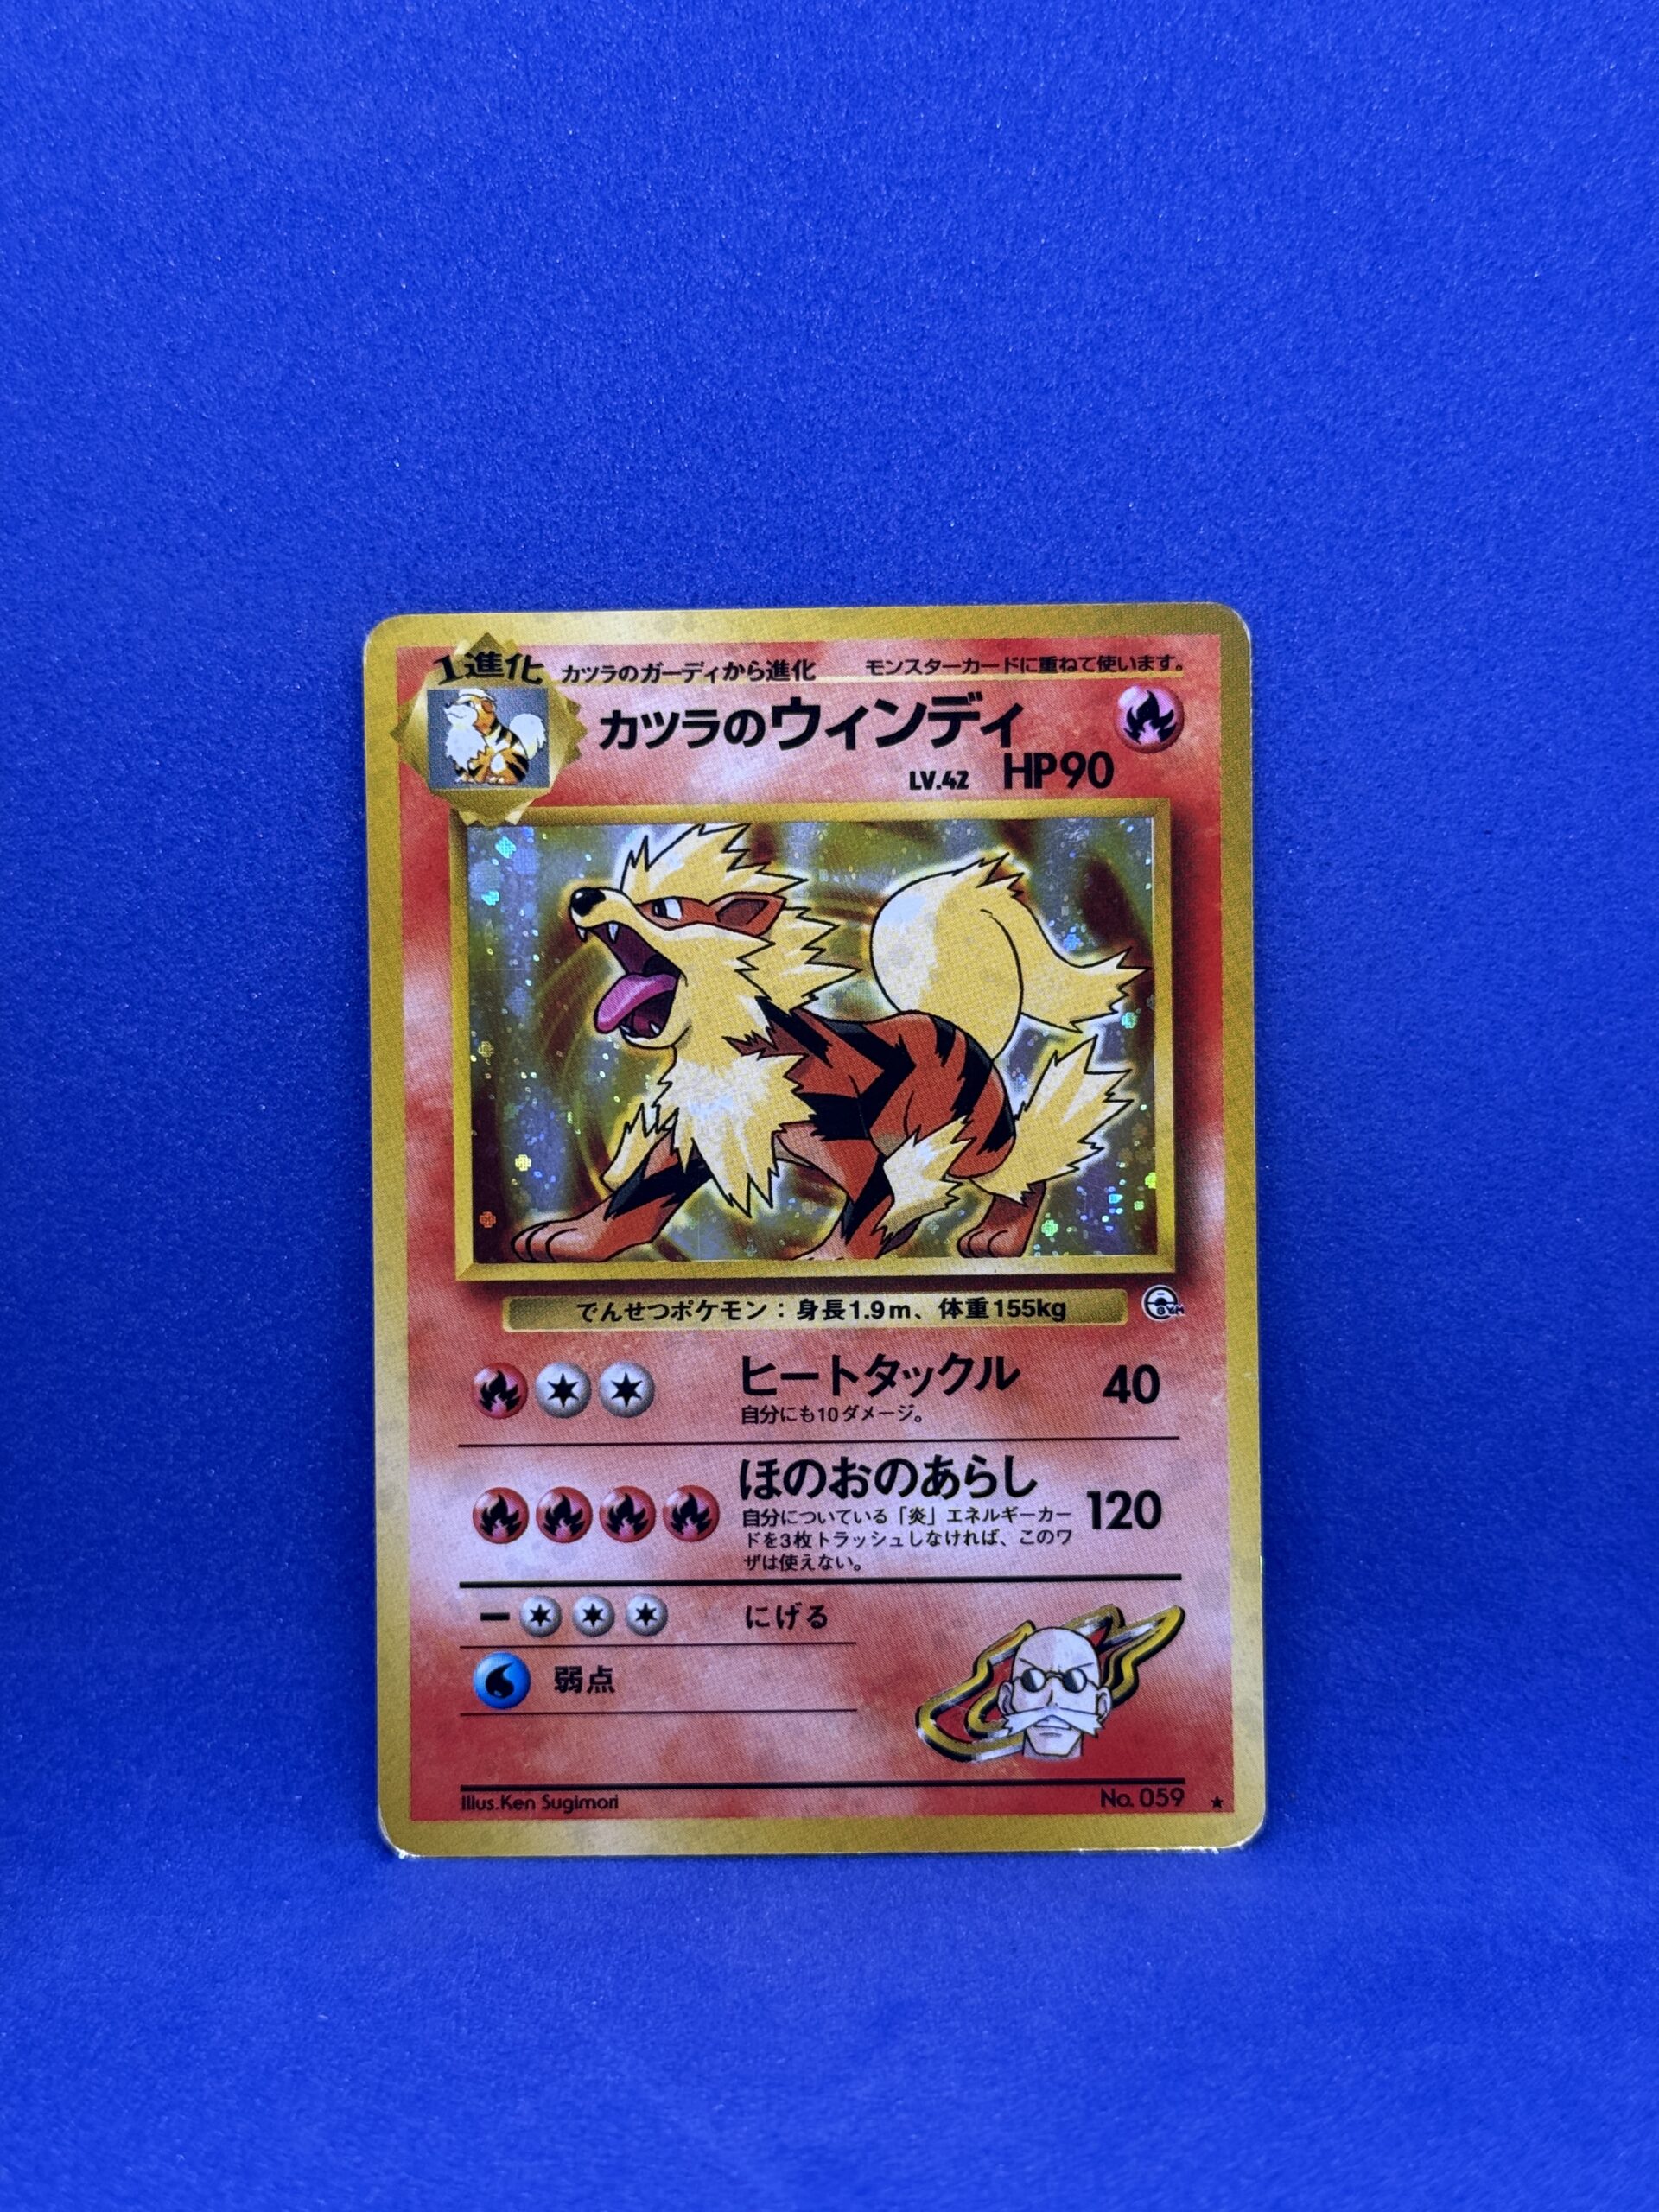 1進化 カツラのガーディから進化 モンスターカードに重ねて使います。
カツラのウィンディ
LV.42 HP90
でんせつポケモン：身長1.9m、体重155kg
GYM
ヒートタックル 40
自分にも10ダメージ。
ほのおのあらし 120
自分についている「炎」エネルギーカー
ドを3枚トラッシュしなければ、このワ
ザは使えない。
にげる
弱点
Illus.Ken Sugimori No. 059 ★